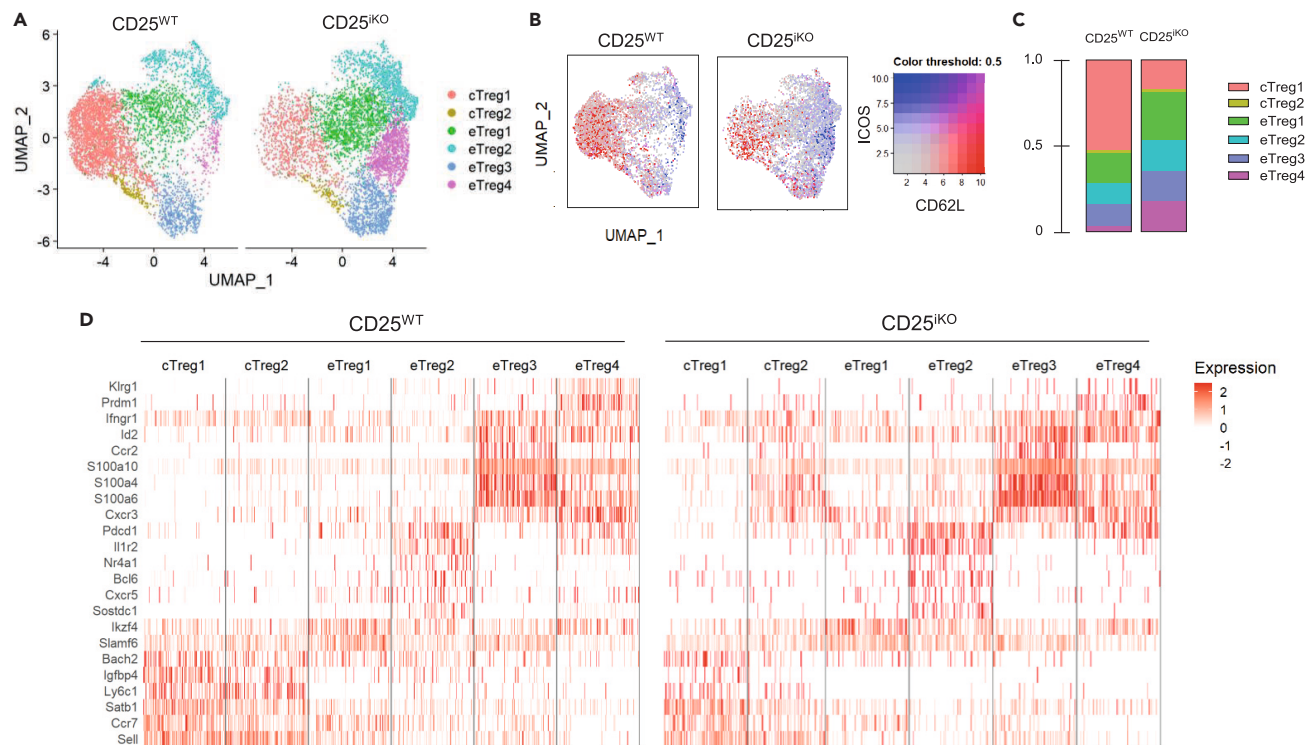 A
CD25WT
CD25iKO
6
3
0
-3
-6
UMAP_2
-4
0
4
-4
0
4
UMAP_1
cTreg1
cTreg2
eTreg1
eTreg2
eTreg3
eTreg4
B
CD25WT
CD25iKO
UMAP_2
UMAP_1
Color threshold: 0.5
10.0
7.5
5.0
2.5
ICOS
2 4 6 8 10
CD62L
C
CD25WT
CD25iKO
1.0
0.5
0
cTreg1
cTreg2
eTreg1
eTreg2
eTreg3
eTreg4
D
CD25WT
CD25iKO
cTreg1 cTreg2 eTreg1 eTreg2 eTreg3 eTreg4
cTreg1 cTreg2 eTreg1 eTreg2 eTreg3 eTreg4
Klrg1
Prdm1
Ifngr1
Id2
Ccr2
S100a10
S100a4
S100a6
Cxcr3
Pdcd1
Il1r2
Nr4a1
Bcl6
Cxcr5
Sostdc1
Ikzf4
Slamf6
Bach2
Igfbp4
Ly6c1
Satb1
Ccr7
Sell
Expression
2
1
0
-1
-2